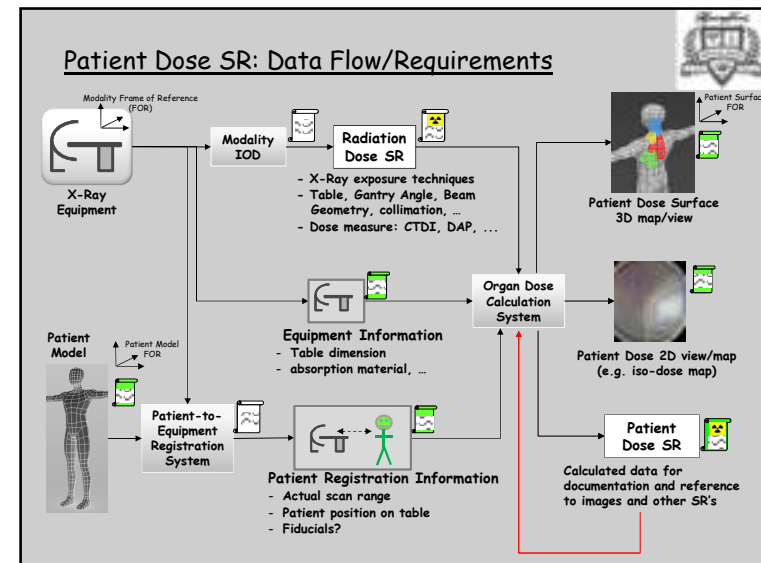 Patient Dose SR: Data Flow/Requirements
Modality Frame of Reference
(FOR)
X-Ray
Equipment
Modality
IOD
Radiation
Dose SR
- X-Ray exposure techniques
- Table, Gantry Angle, Beam
Geometry, collimation, …
- Dose measure: CTDI, DAP, ...
Patient Surfac
FOR
Patient Dose Surface
3D map/view
Equipment Information
- Table dimension
- absorption material, …
Organ Dose
Calculation
System
Patient Dose 2D view/map
(e.g. iso-dose map)
Patient
Model
Patient Model
FOR
Patient-to-
Equipment
Registration
System
Patient Registration Information
- Actual scan range
- Patient position on table
- Fiducials?
Patient
Dose SR
Calculated data for
documentation and reference
to images and other SR's